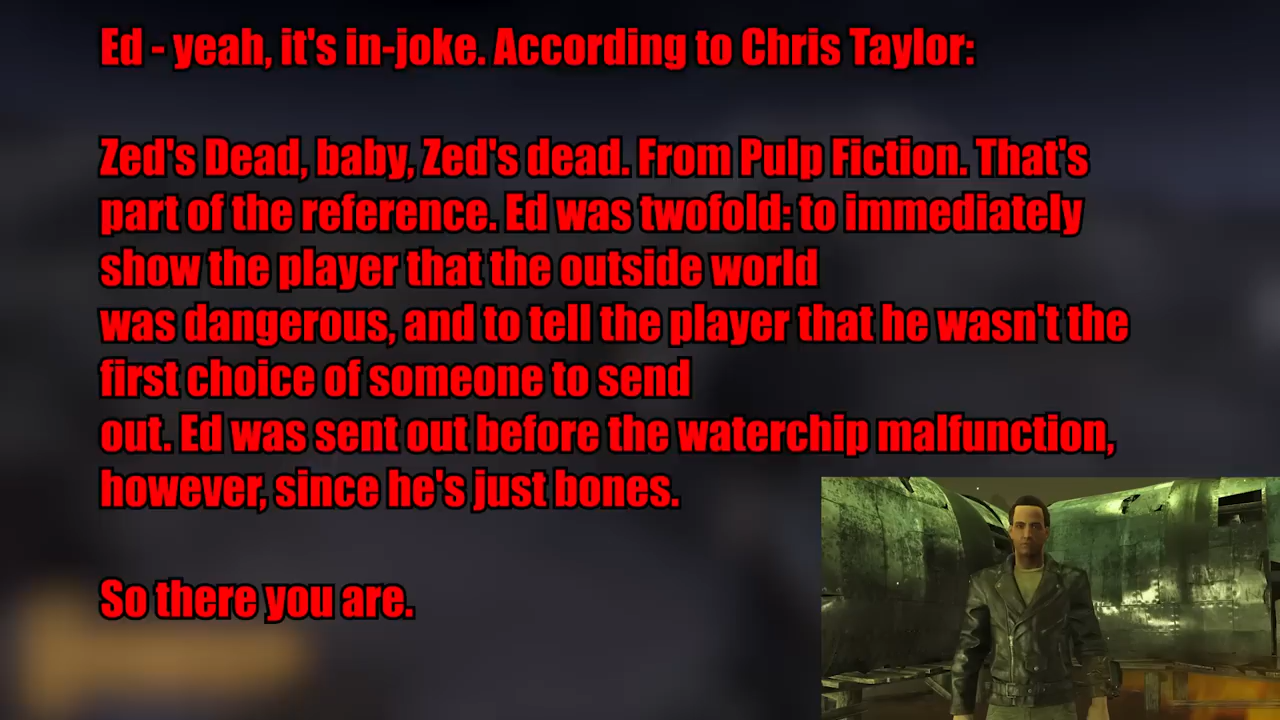 Ed - yeah, it's in-joke. According to Chris Taylor:
Zed's Dead, baby, Zed's dead. From Pulp Fiction. That's
part of the reference. Ed was twofold: to immediately
show the player that the outside world
was dangerous, and to tell the player that he wasn't the
first choice of someone to send
out. Ed was sent out before the waterchip malfunction,
however, since he's just bones.
So there you are.